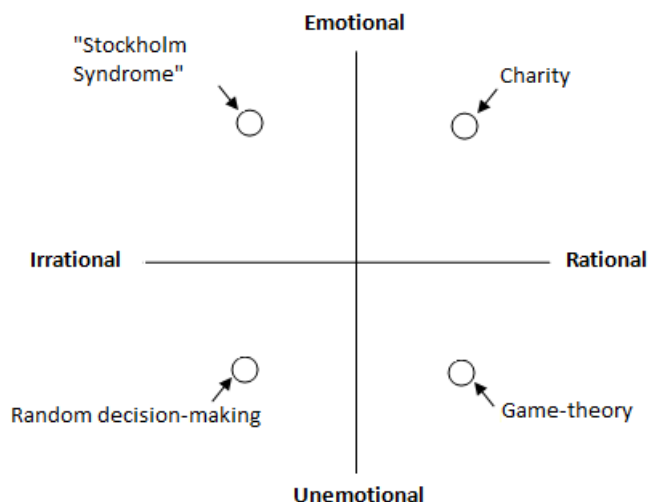 Emotional
"Stockholm
Syndrome"
Charity
Irrational
Rational
Random decision-making
Game-theory
Unemotional